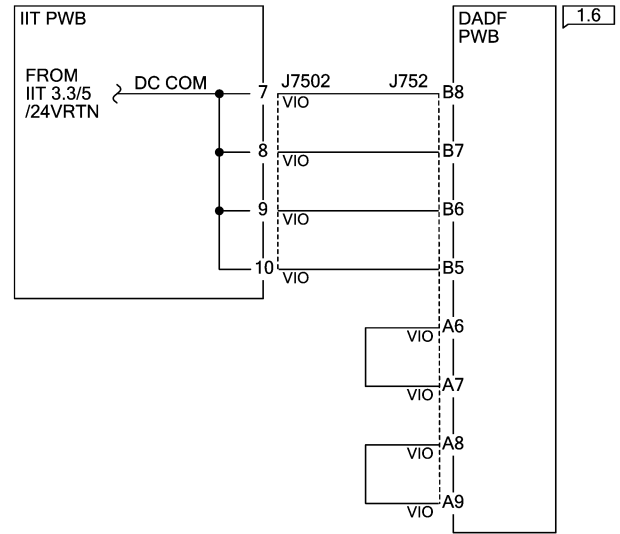 IIT PWB
DADF
PWB
1.6
FROM
IIT 3.3/5
/24VRTN
DC COM
7
J7502
J752
B8
VIO
8
B7
VIO
9
B6
VIO
10
B5
VIO
A6
VIO
A7
VIO
A8
VIO
A9
VIO